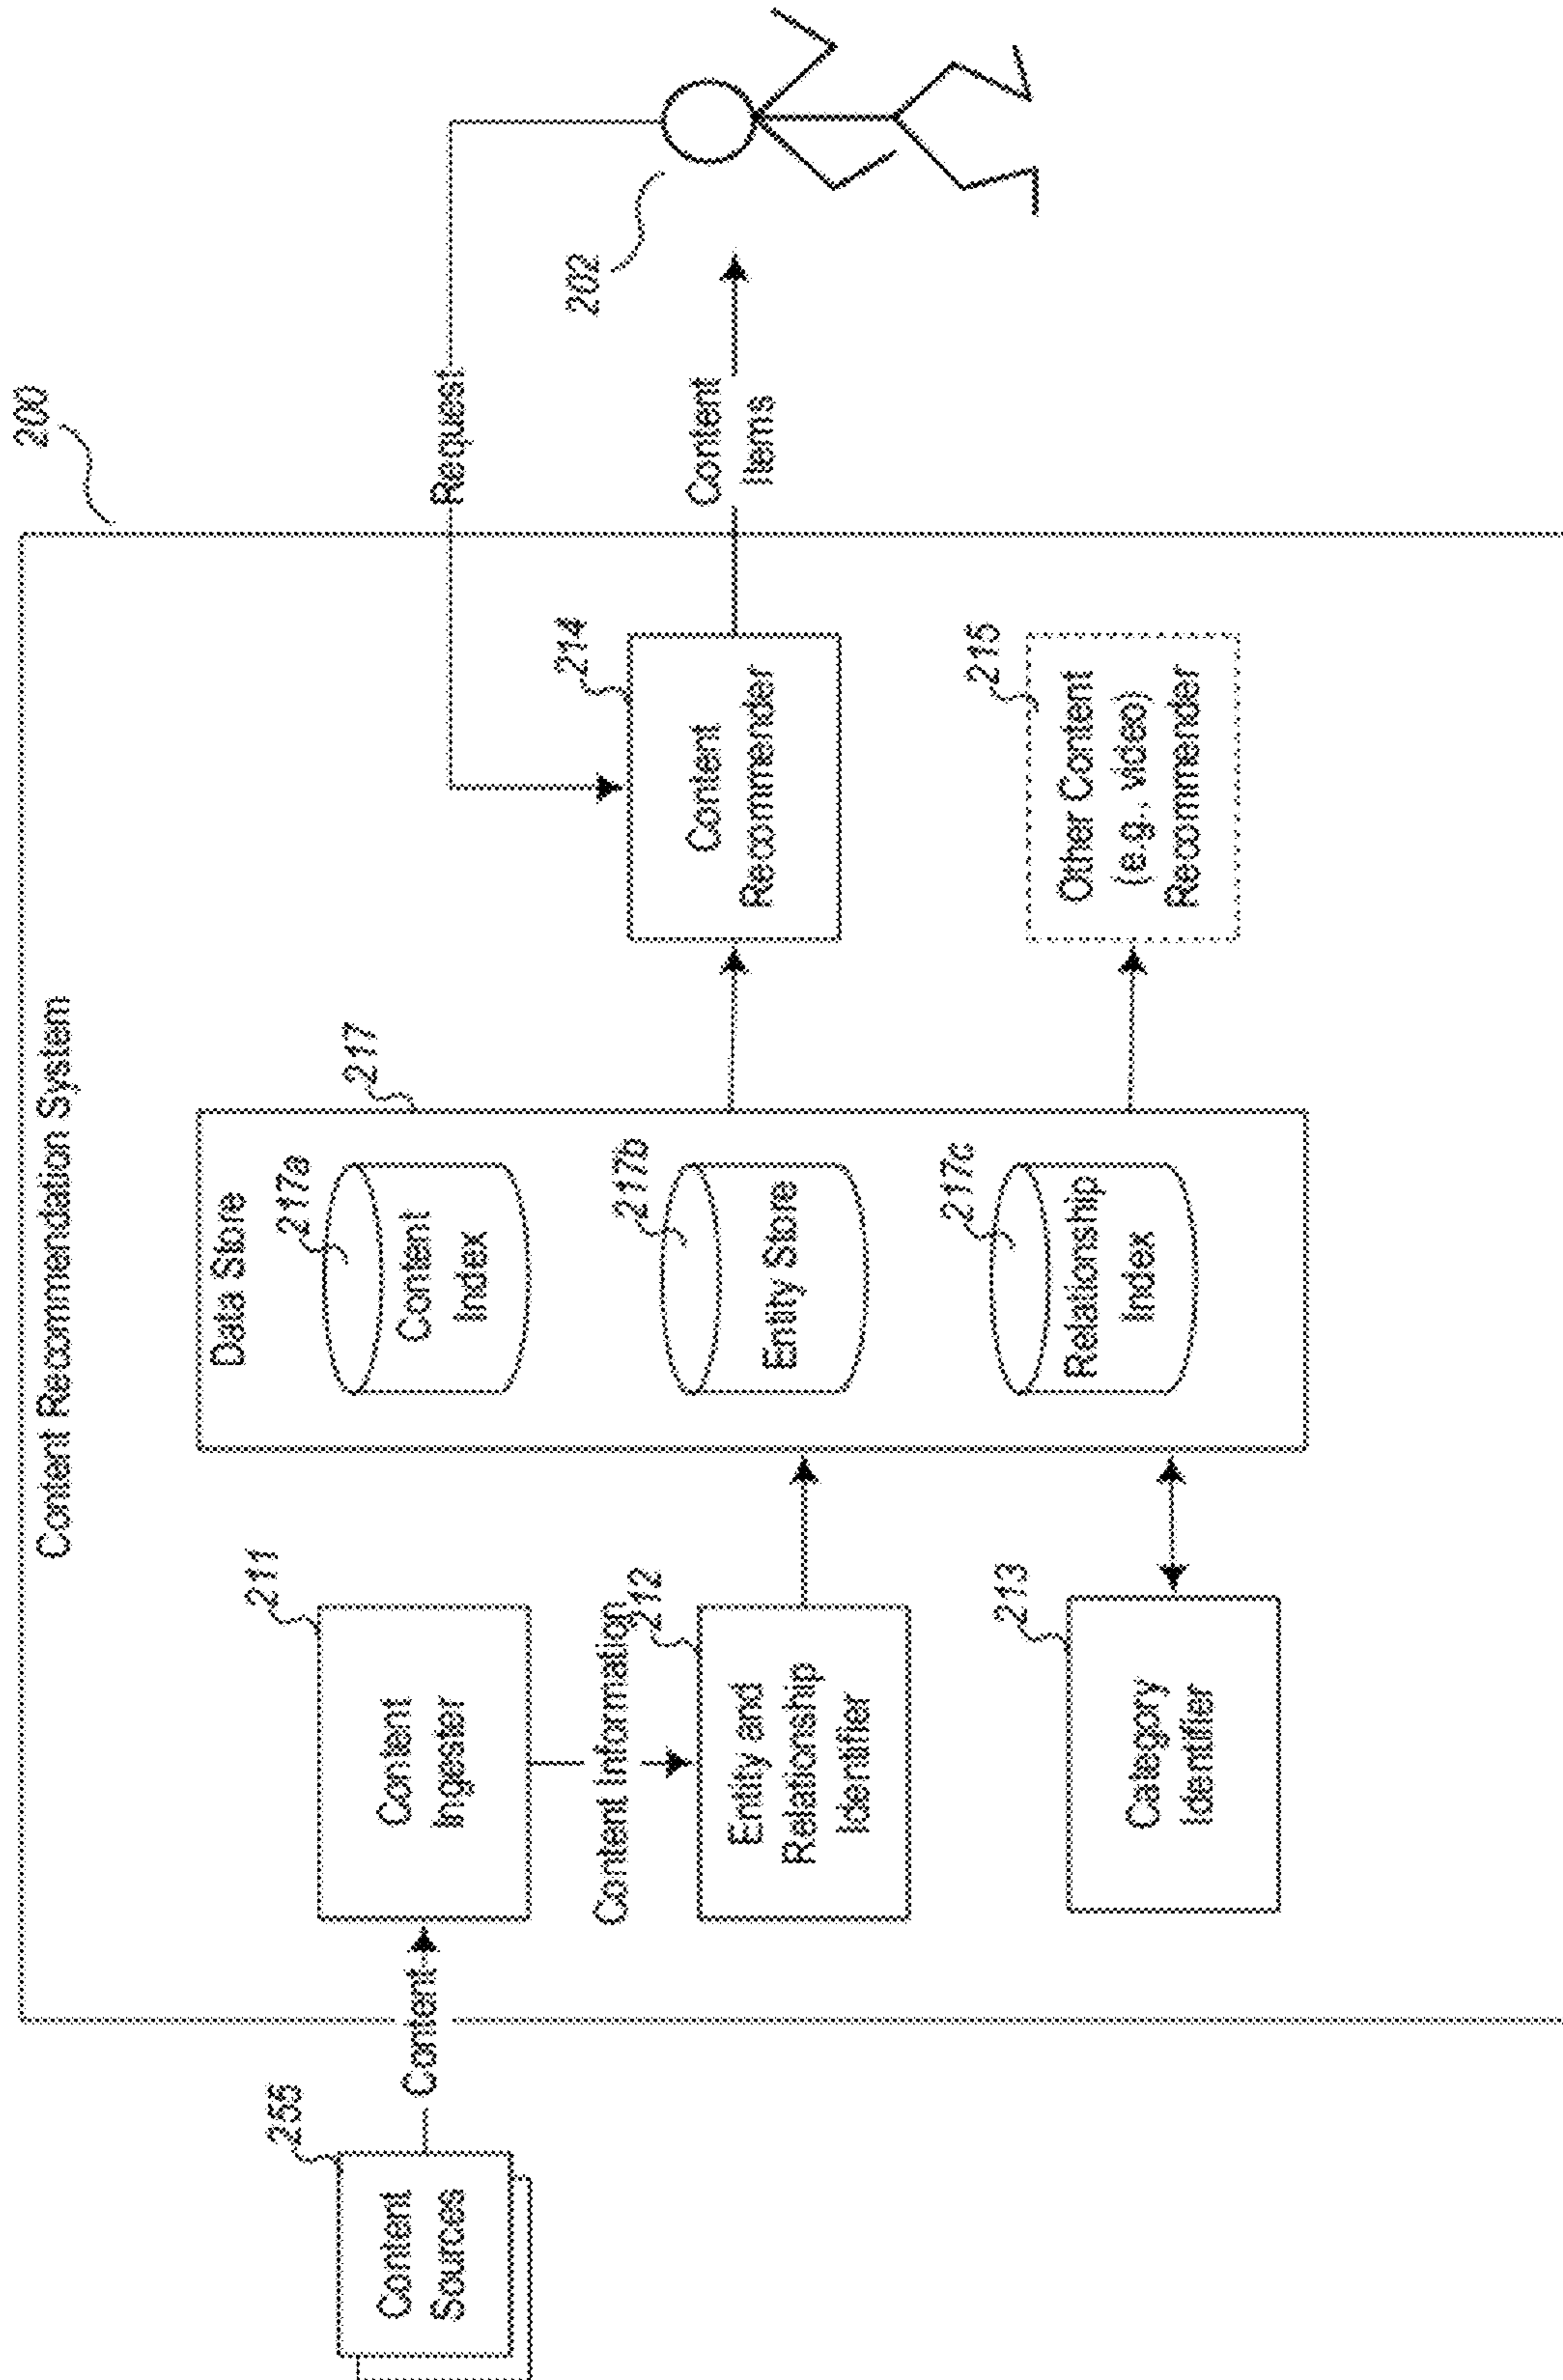 200
Content Recommendation System
Request
202
Content
Items
255
Content
Sources
Content
211
Content
Ingester
Content Information
212
Entity and
Relationship
Identifier
213
Category
Identifier
217
Data Store
217a
Content
Index
217b
Entity Store
217c
Relationship
Index
214
Content
Recommender
215
Other Content
(e.g., video)
Recommender